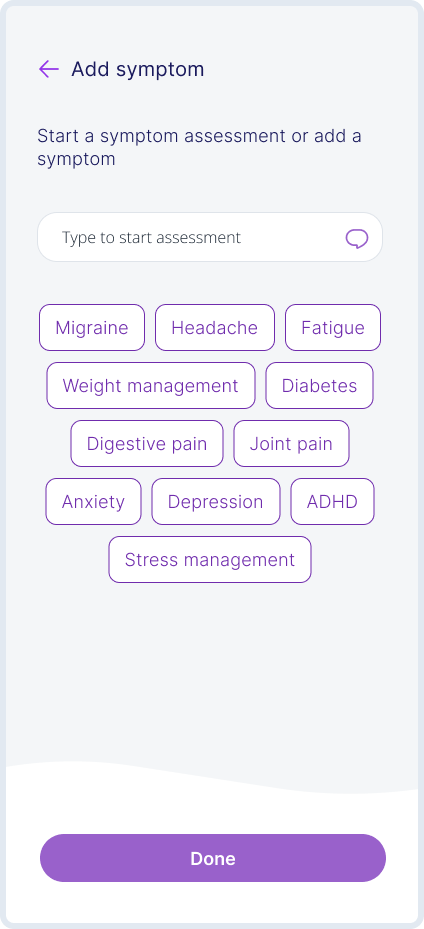 Add symptom
Start a symptom assessment or add a
symptom
Type to start assessment
Migraine Headache Fatigue
Weight management Diabetes
Digestive pain Joint pain
Anxiety Depression ADHD
Stress management
Done